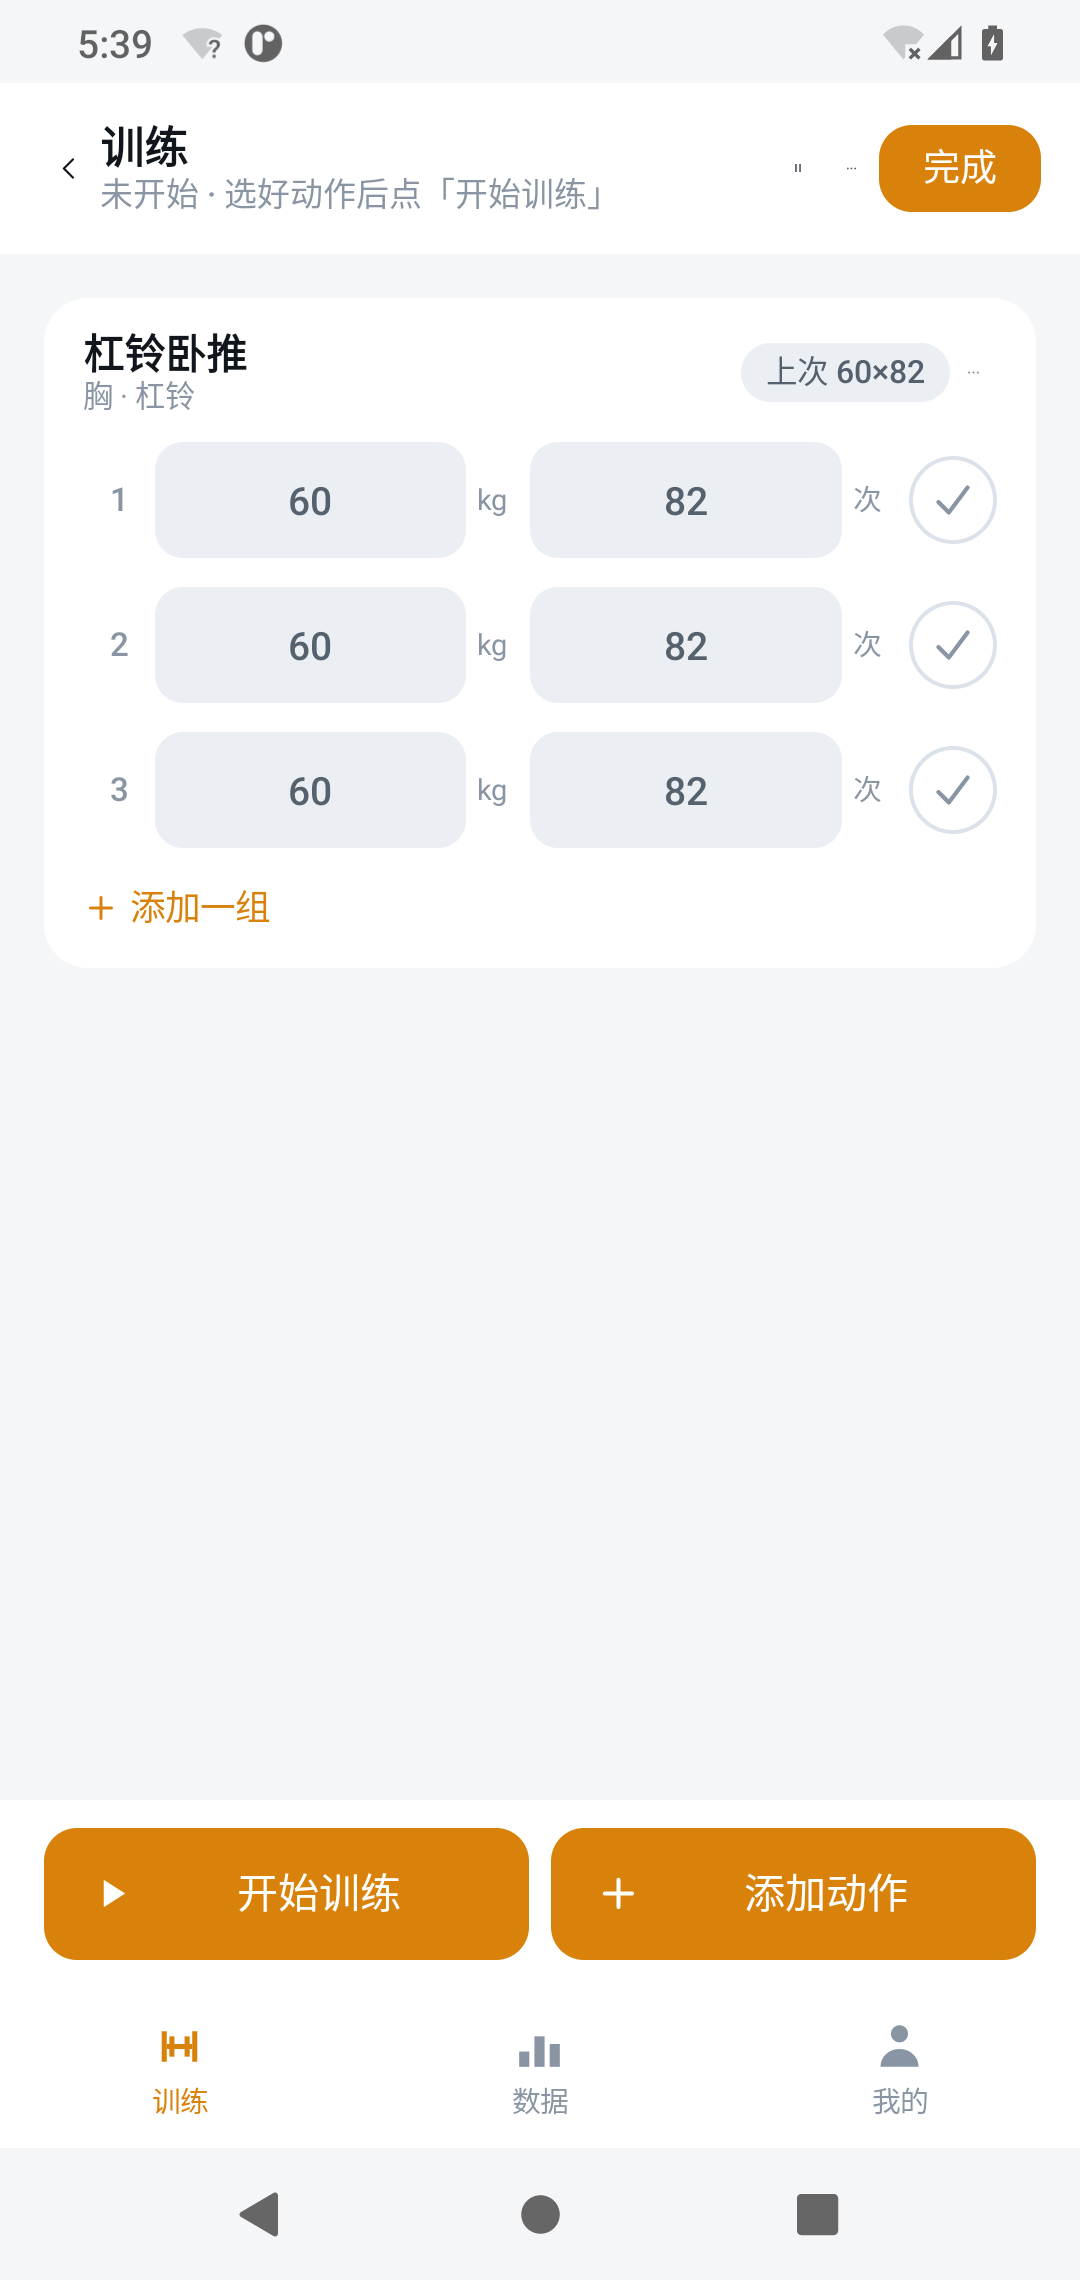 5:39
训练
未开始 · 选好动作后点「开始训练」
完成
杠铃卧推
胸 · 杠铃
上次 60×82
1 60 kg 82 次
2 60 kg 82 次
3 60 kg 82 次
+ 添加一组
开始训练
+ 添加动作
训练 数据 我的